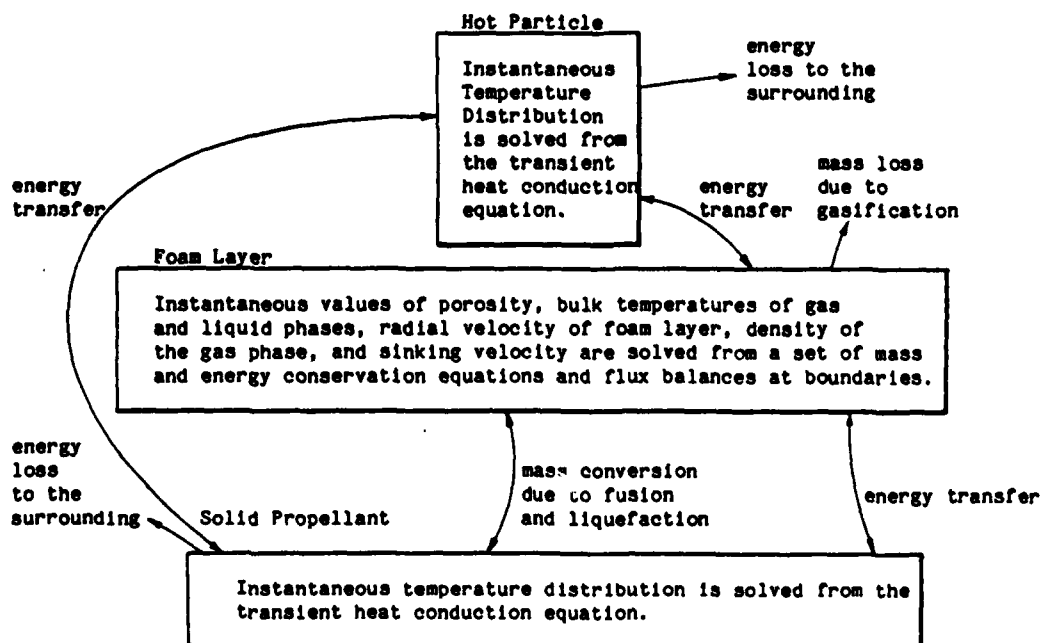 Hot Particle
Instantaneous
Temperature
Distribution
is solved from
the transient
heat conduction
equation.
energy
loss to the
surrounding
energy
transfer
energy
transfer
mass loss
due to
gasification
Foam Layer
Instantaneous values of porosity, bulk temperatures of gas
and liquid phases, radial velocity of foam layer, density of
the gas phase, and sinking velocity are solved from a set of mass
and energy conservation equations and flux balances at boundaries.
energy
loss
to the
surrounding
mass conversion
due to fusion
and liquefaction
energy transfer
Solid Propellant
Instantaneous temperature distribution is solved from the
transient heat conduction equation.